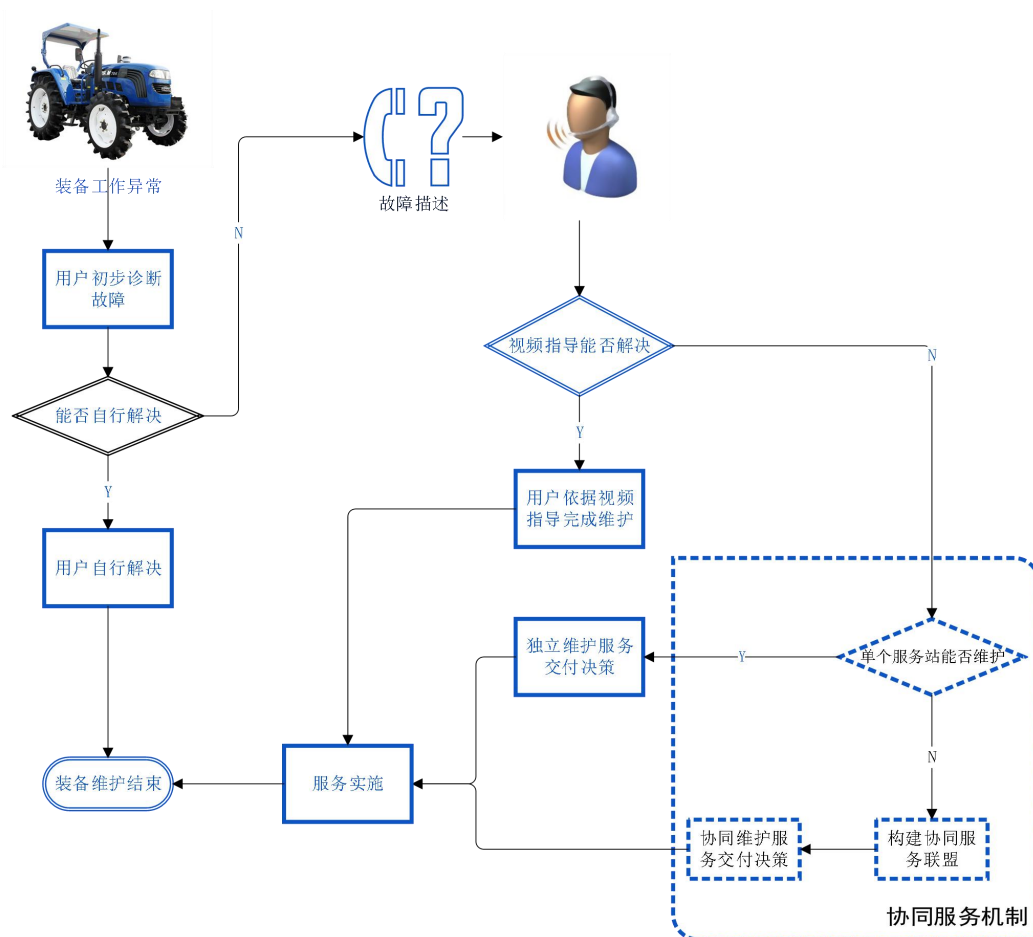 装备工作异常
故障描述
N
用户初步诊断
故障
视频指导能否解决
N
能否自行解决
Y
Y
用户依据视频
指导完成维护
用户自行解决
独立维护服务
交付决策
Y
单个服务站能否维护
N
装备维护结束
服务实施
协同维护服
务交付决策
构建协同服
务联盟
协同服务机制